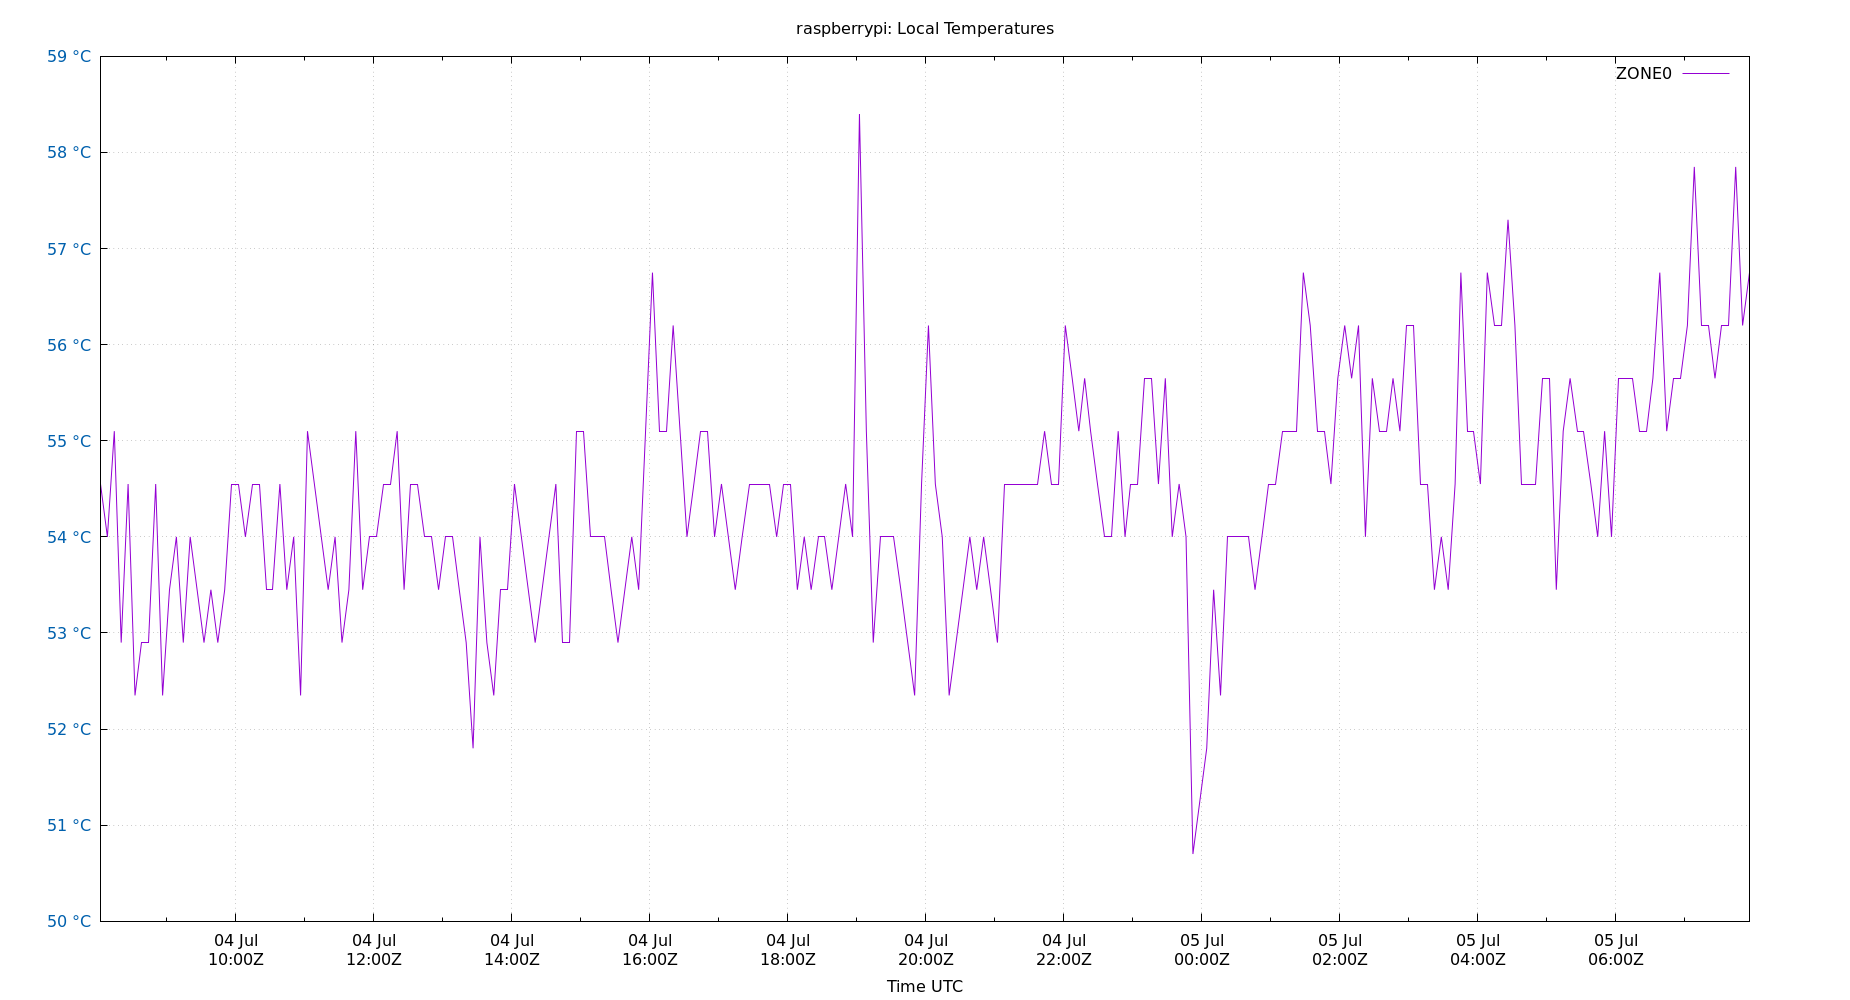 raspberrypi: Local Temperatures
59 °C
58 °C
57 °C
56 °C
55 °C
54 °C
53 °C
52 °C
51 °C
50 °C
ZONE0
04 Jul
10:00Z
04 Jul
12:00Z
04 Jul
14:00Z
04 Jul
16:00Z
04 Jul
18:00Z
04 Jul
20:00Z
04 Jul
22:00Z
05 Jul
00:00Z
05 Jul
02:00Z
05 Jul
04:00Z
05 Jul
06:00Z
Time UTC